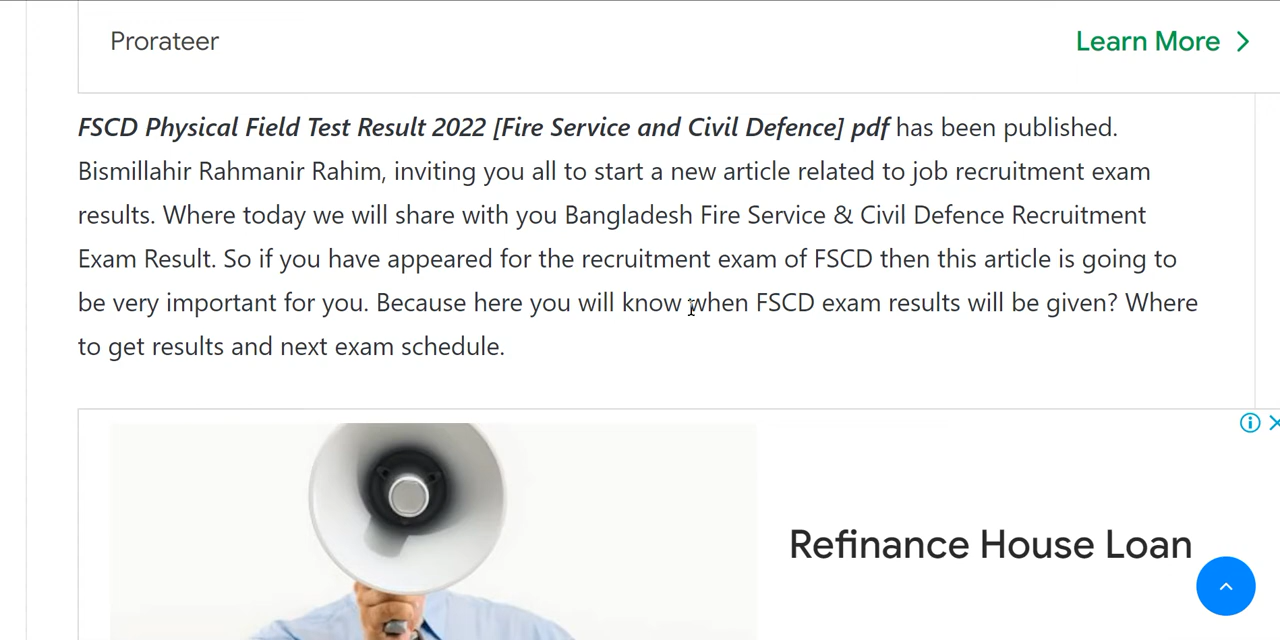 Prorateer
Learn More
FSCD Physical Field Test Result 2022 [Fire Service and Civil Defence] pdf has been published.
Bismillahir Rahmanir Rahim, inviting you all to start a new article related to job recruitment exam
results. Where today we will share with you Bangladesh Fire Service & Civil Defence Recruitment
Exam Result. So if you have appeared for the recruitment exam of FSCD then this article is going to
be very important for you. Because here you will know when FSCD exam results will be given? Where
to get results and next exam schedule.
Refinance House Loan